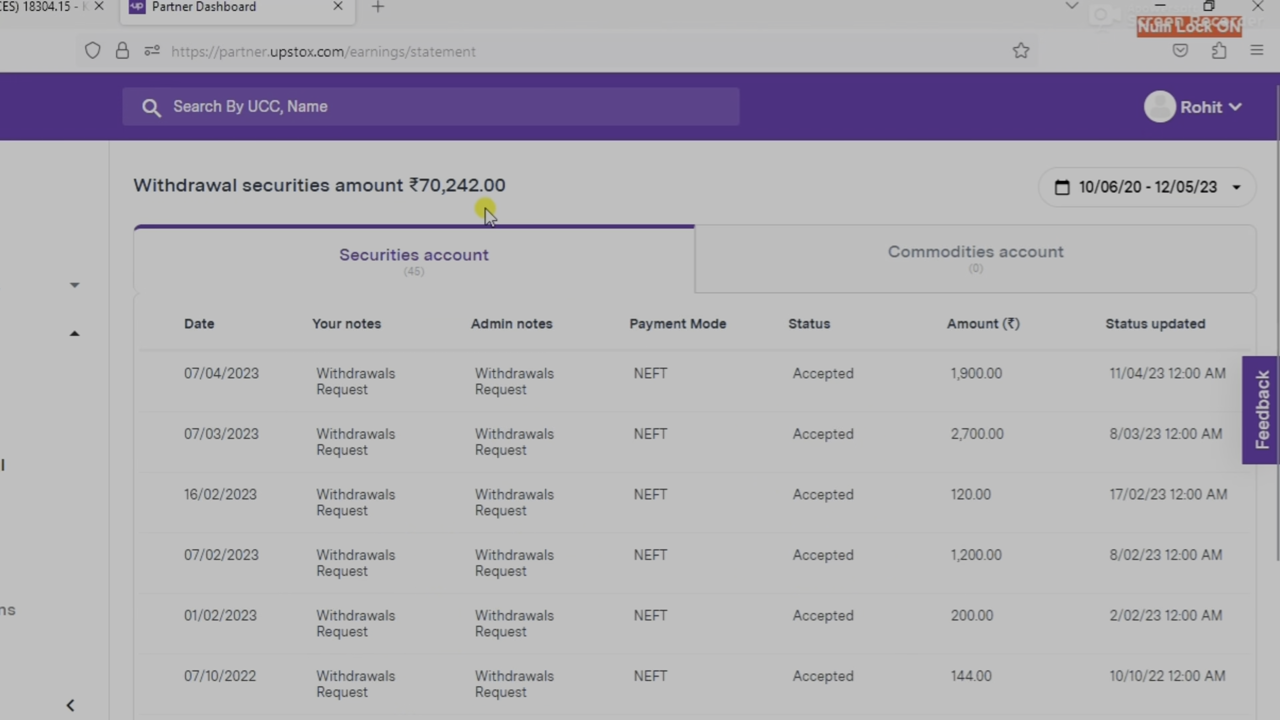 CES) 18304.15 -
Partner Dashboard
Num Lock ON
https://partner.upstox.com/earnings/statement
Search By UCC, Name
Rohit
Withdrawal securities amount ₹70,242.00
10/06/20 - 12/05/23
Securities account
(45)
Commodities account
(0)
Date Your notes Admin notes Payment Mode Status Amount (₹) Status updated
07/04/2023 Withdrawals Request Withdrawals Request NEFT Accepted 1,900.00 11/04/23 12:00 AM
07/03/2023 Withdrawals Request Withdrawals Request NEFT Accepted 2,700.00 8/03/23 12:00 AM
16/02/2023 Withdrawals Request Withdrawals Request NEFT Accepted 120.00 17/02/23 12:00 AM
07/02/2023 Withdrawals Request Withdrawals Request NEFT Accepted 1,200.00 8/02/23 12:00 AM
01/02/2023 Withdrawals Request Withdrawals Request NEFT Accepted 200.00 2/02/23 12:00 AM
07/10/2022 Withdrawals Request Withdrawals Request NEFT Accepted 144.00 10/10/22 12:00 AM
Feedback